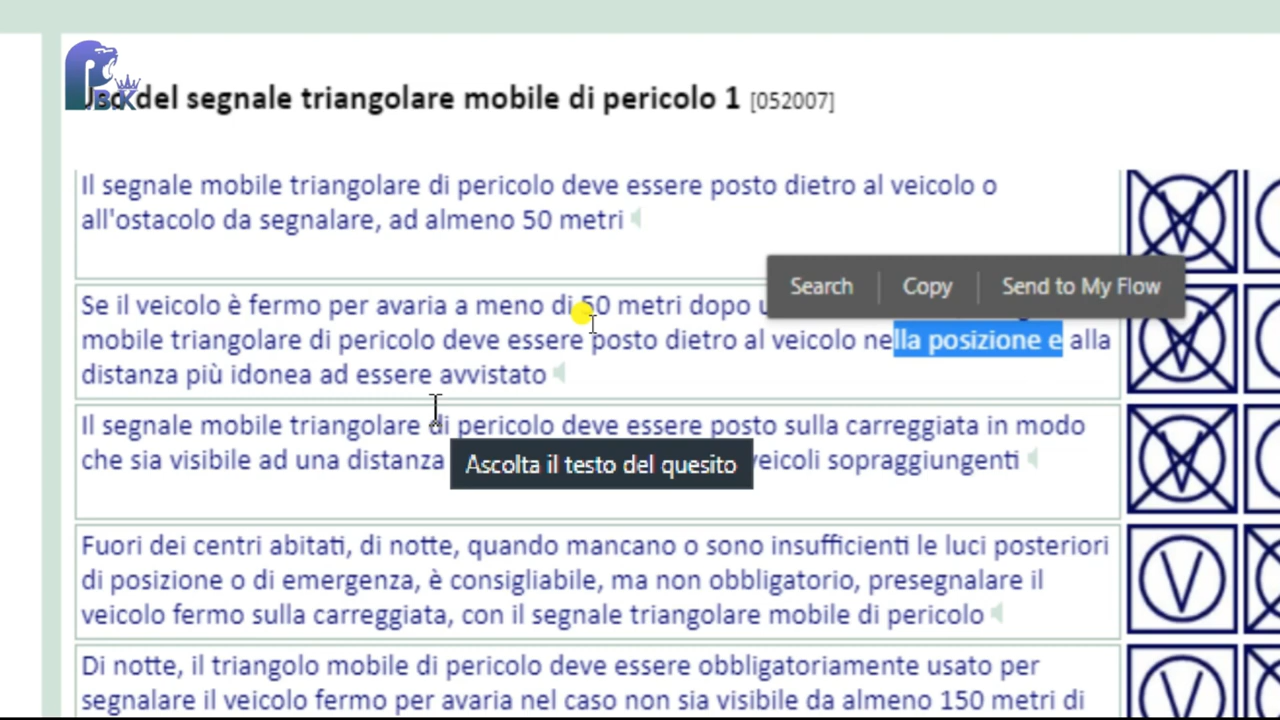 Uso del segnale triangolare mobile di pericolo 1 [052007]
BK
Il segnale mobile triangolare di pericolo deve essere posto dietro al veicolo o
all'ostacolo da segnalare, ad almeno 50 metri
Search Copy Send to My Flow
Se il veicolo è fermo per avaria a meno di 50 metri dopo
mobile triangolare di pericolo deve essere posto dietro al veicolo nella posizione e alla
distanza più idonea ad essere avvistato
Il segnale mobile triangolare di pericolo deve essere posto sulla carreggiata in modo
che sia visibile ad una distanza veicoli sopraggiungenti
Ascolta il testo del quesito
Fuori dei centri abitati, di notte, quando mancano o sono insufficienti le luci posteriori
di posizione o di emergenza, è consigliabile, ma non obbligatorio, presegnalare il
veicolo fermo sulla carreggiata, con il segnale triangolare mobile di pericolo
Di notte, il triangolo mobile di pericolo deve essere obbligatoriamente usato per
segnalare il veicolo fermo per avaria nel caso non sia visibile da almeno 150 metri di
V
V
V
V
V